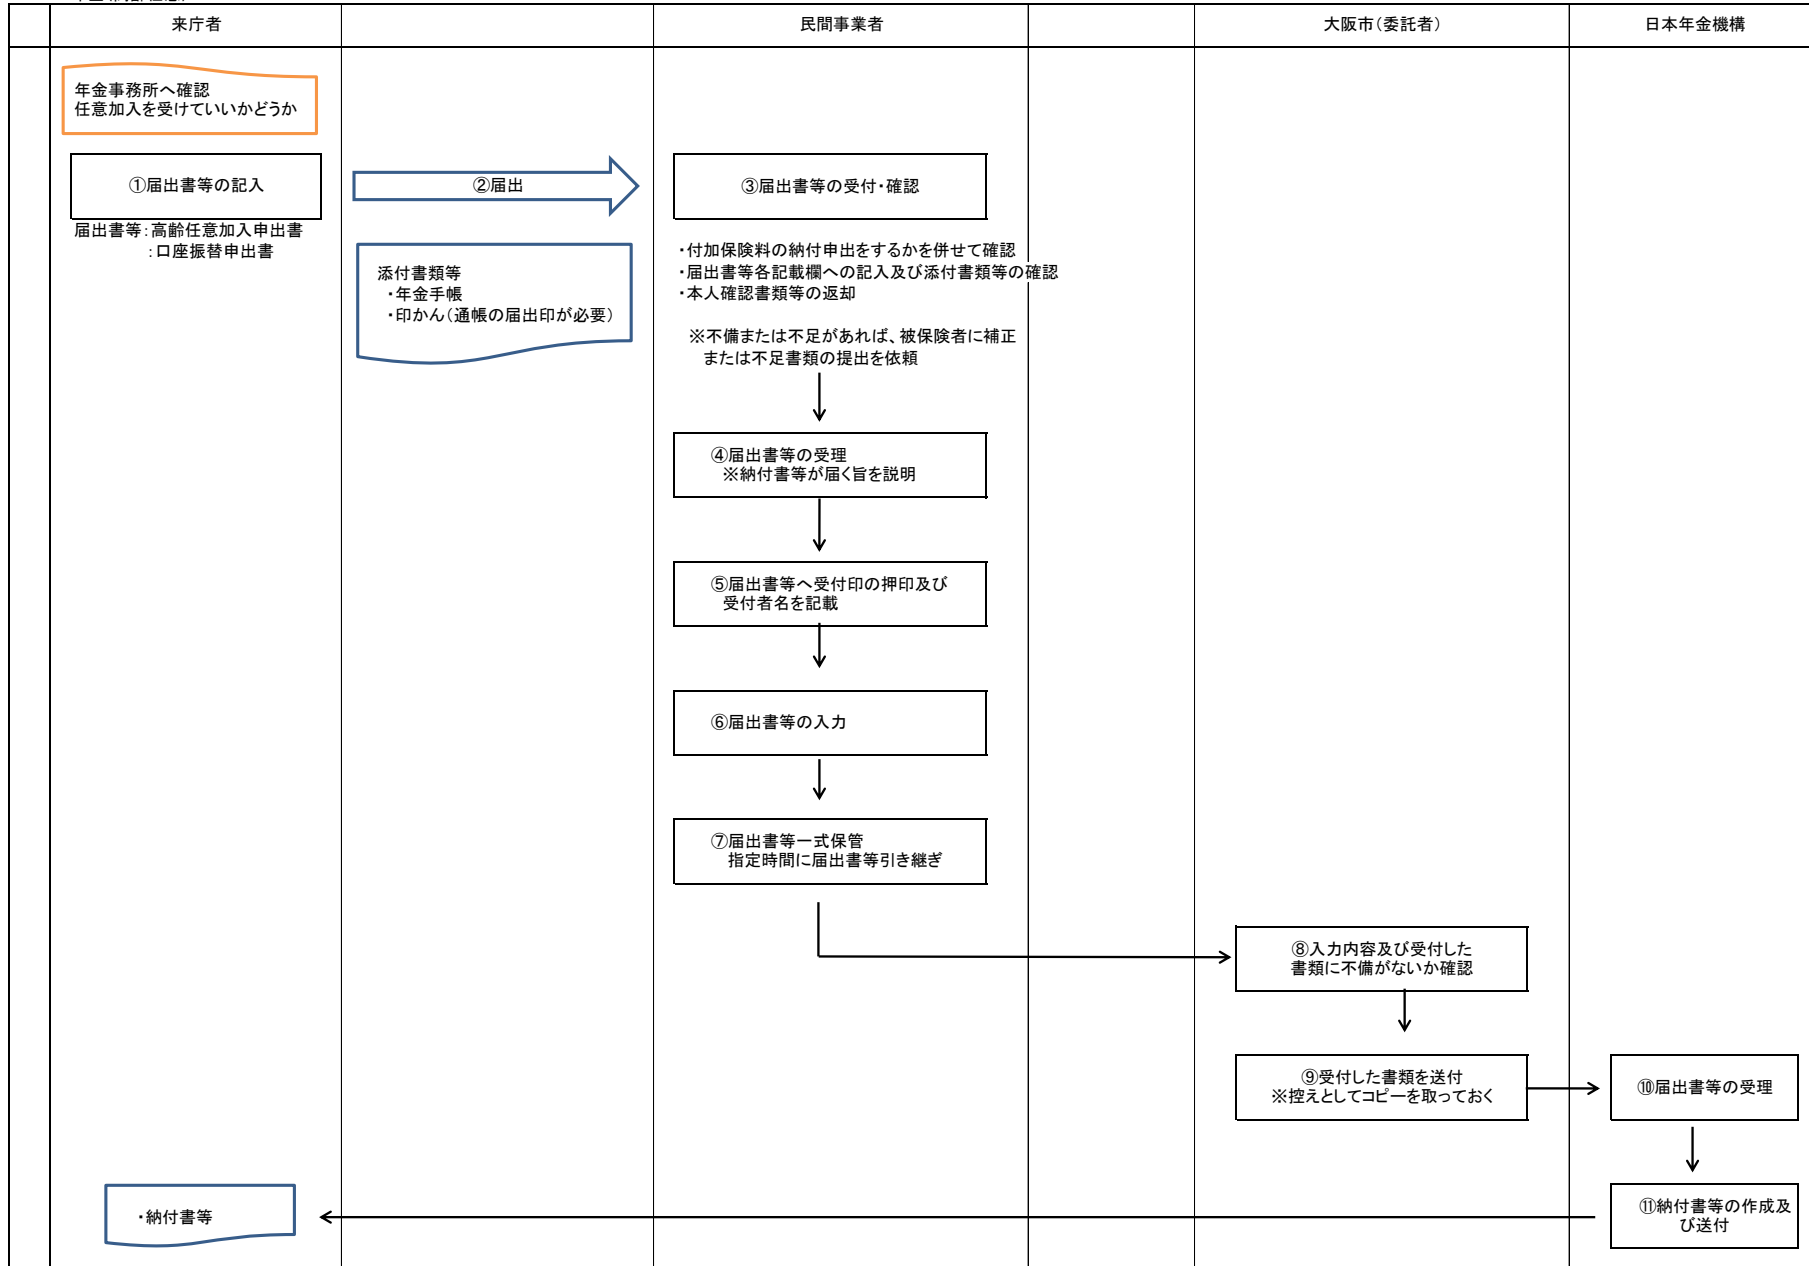 来庁者
民間事業者
大阪市(委託者)
日本年金機構
年金事務所へ確認
任意加入を受けていいかどうか
①届出書等の記入
届出書等:高齢任意加入申出書
:口座振替申出書
②届出
添付書類等
・年金手帳
・印かん(通帳の届出印が必要)
③届出書等の受付・確認
・付加保険料の納付申出をするかを併せて確認
・届出書等各記載欄への記入及び添付書類等の確認
・本人確認書類等の返却
※不備または不足があれば、被保険者に補正
または不足書類の提出を依頼
④届出書等の受理
※納付書等が届く旨を説明
⑤届出書等へ受付印の押印及び
受付者名を記載
⑥届出書等の入力
⑦届出書等一式保管
指定時間に届出書等引き継ぎ
⑧入力内容及び受付した
書類に不備がないか確認
⑨受付した書類を送付
※控えとしてコピーを取っておく
⑩届出書等の受理
⑪納付書等の作成及
び送付
・納付書等